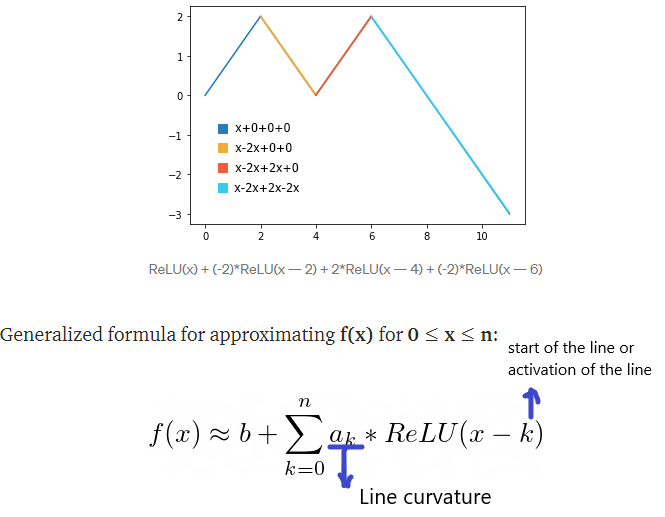 2
1
0
−1
−2
−3
x+0+0+0
x-2x+0+0
x-2x+2x+0
x-2x+2x-2x
0 2 4 6 8 10
ReLU(x) + (-2)*ReLU(x — 2) + 2*ReLU(x — 4) + (-2)*ReLU(x — 6)
Generalized formula for approximating f(x) for 0 ≤ x ≤ n:
start of the line or
activation of the line
n
f(x) ≈ b + ∑ a_k * ReLU(x − k)
k=0
Line curvature